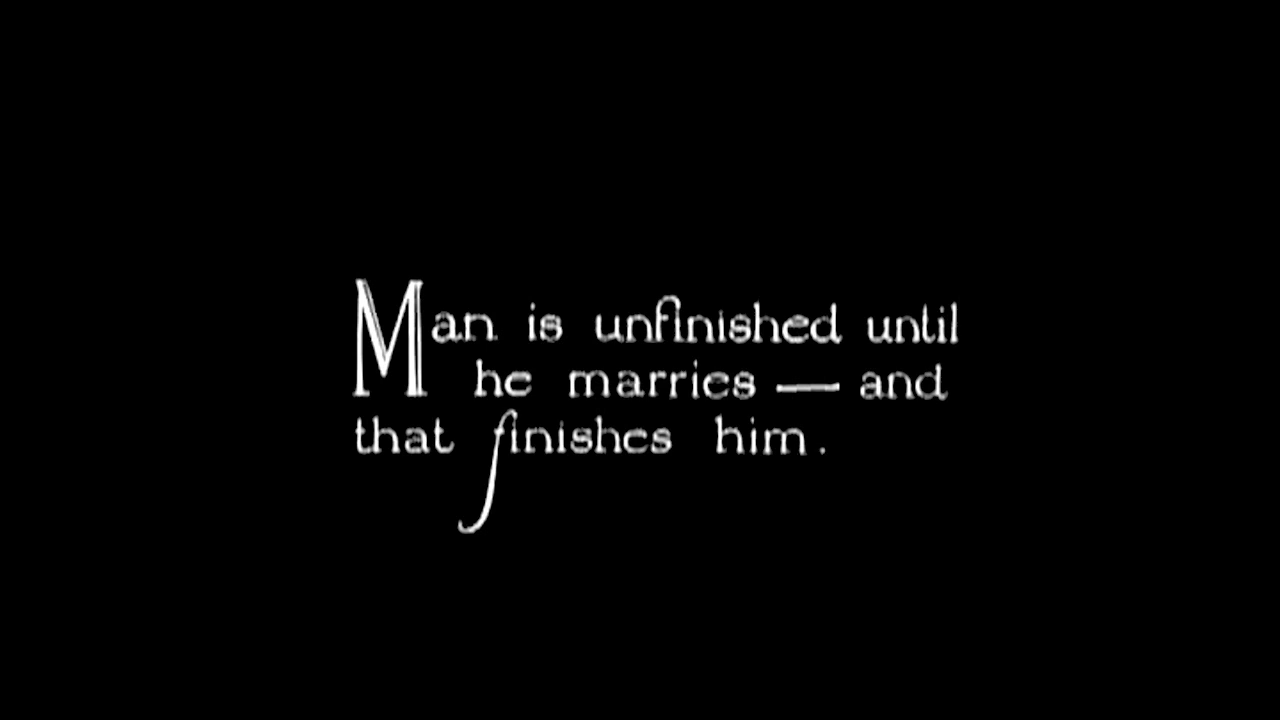 Man is unfinished until
he marries — and
that finishes him.